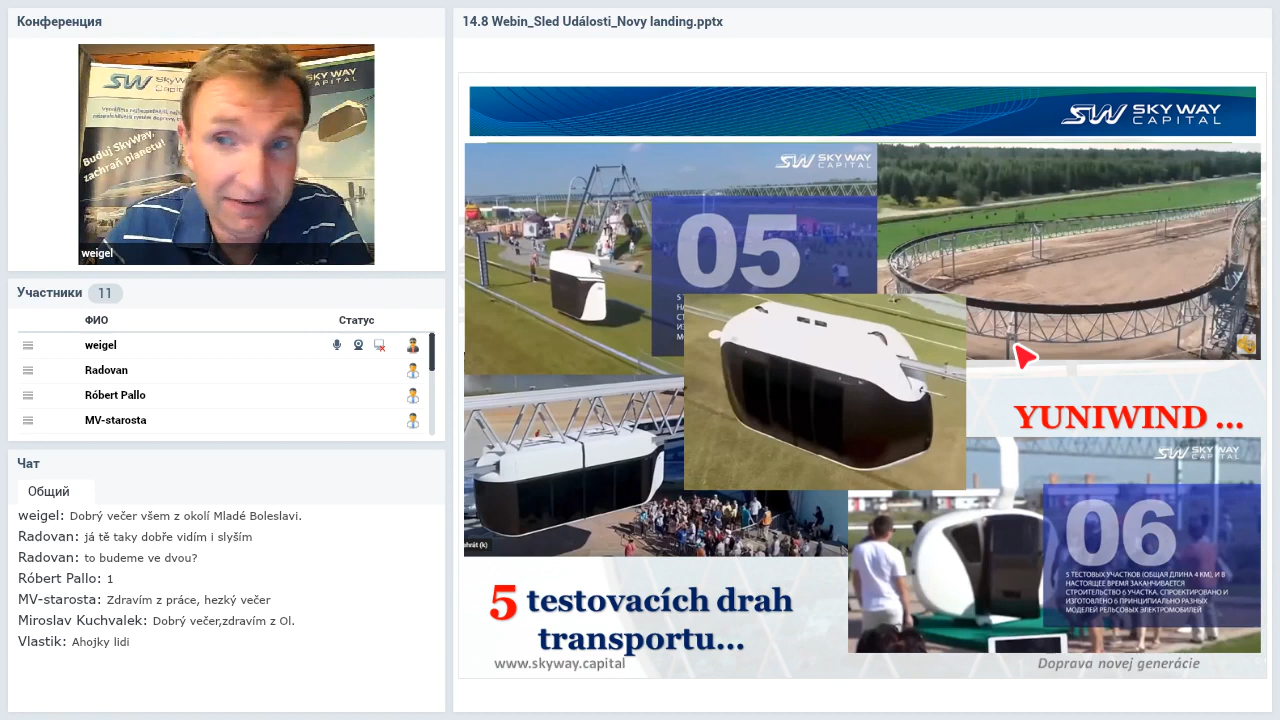 Конференция
SW SKY WAY
CAPITAL
Buduj SkyWay,
zachraň planetu!
weigel
Участники 11
ФИО Статус
weigel
Radovan
Róbert Pallo
MV-starosta
Чат
Общий
weigel: Dobrý večer všem z okolí Mladé Boleslavi.
Radovan: já tě taky dobře vidím i slyším
Radovan: to budeme ve dvou?
Róbert Pallo: 1
MV-starosta: Zdravím z práce, hezký večer
Miroslav Kuchvalek: Dobrý večer,zdravím z Ol.
Vlastik: Ahojky lidi
14.8 Webin_Sled Události_Novy landing.pptx
SW SKY WAY
CAPITAL
SW SKY WAY
CAPITAL
05
YUNIWIND ...
SW SKY WAY
CAPITAL
06
5 ТЕСТОВЫХ УЧАСТКОВ (ОБЩАЯ ДЛИНА 4 КМ), И В
НАСТОЯЩЕЕ ВРЕМЯ ЗАКАНЧИВАЕТСЯ
СТРОИТЕЛЬСТВО 6 УЧАСТКА. СПРОЕКТИРОВАНО И
ИЗГОТОВЛЕНО 6 ПРИНЦИПИАЛЬНО РАЗНЫХ
МОДЕЛЕЙ РЕЛЬСОВЫХ ЭЛЕКТРОМОБИЛЕЙ
5 testovacích drah
transportu...
www.skyway.capital
Doprava novej generácie